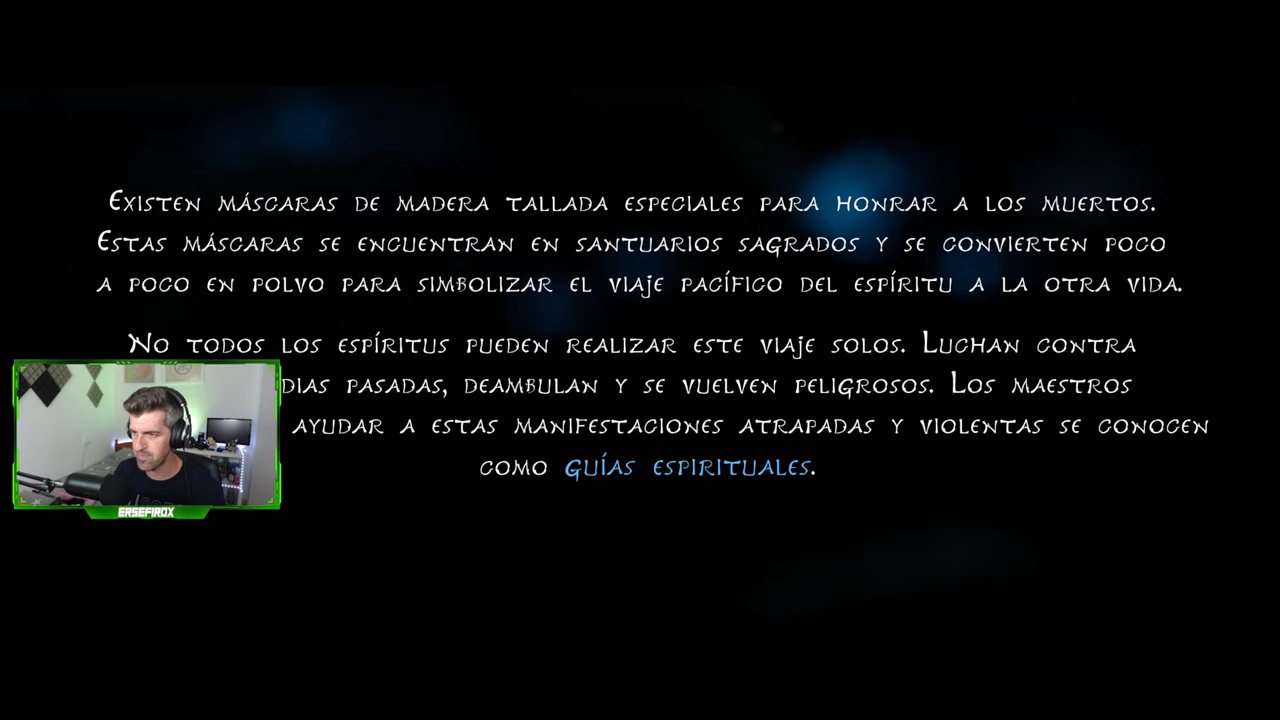 Existen máscaras de madera tallada especiales para honrar a los muertos.
Estas máscaras se encuentran en santuarios sagrados y se convierten poco
a poco en polvo para simbolizar el viaje pacífico del espíritu a la otra vida.
No todos los espíritus pueden realizar este viaje solos. Luchan contra
dias pasadas, deambulan y se vuelven peligrosos. Los maestros
ayudar a estas manifestaciones atrapadas y violentas se conocen
como guías espirituales.
ERSEFIROX